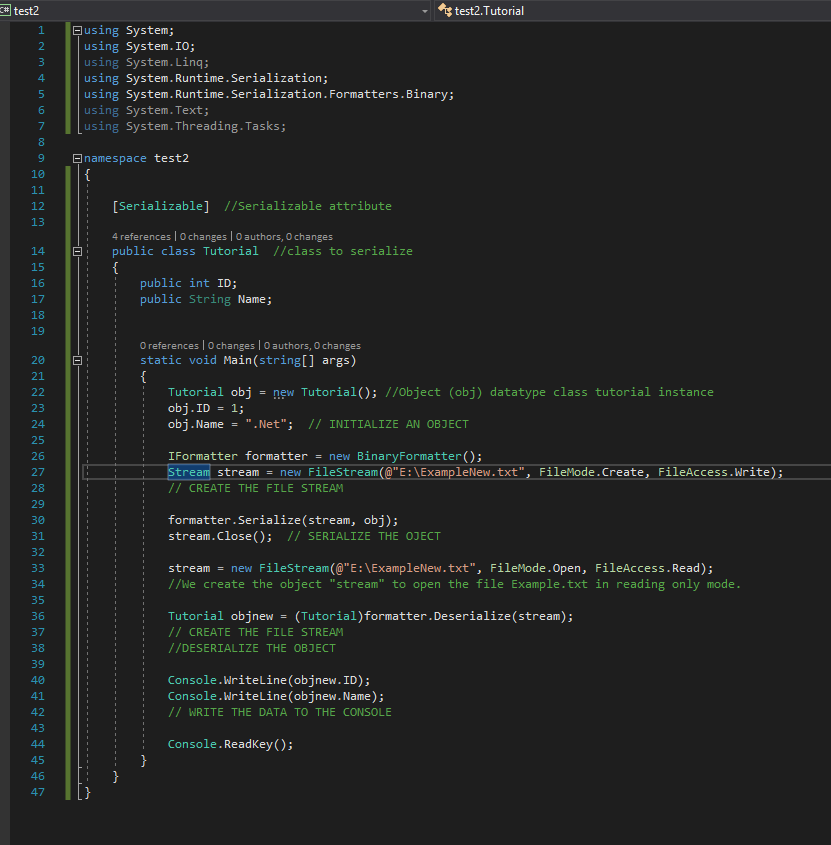 C# test2 test2.Tutorial
1 using System;
2 using System.IO;
3 using System.Linq;
4 using System.Runtime.Serialization;
5 using System.Runtime.Serialization.Formatters.Binary;
6 using System.Text;
7 using System.Threading.Tasks;
8
9 namespace test2
10 {
11
12 [Serializable] //Serializable attribute
13
4 references | 0 changes | 0 authors, 0 changes
14 public class Tutorial //class to serialize
15 {
16 public int ID;
17 public String Name;
18
19
0 references | 0 changes | 0 authors, 0 changes
20 static void Main(string[] args)
21 {
22 Tutorial obj = new Tutorial(); //Object (obj) datatype class tutorial instance
23 obj.ID = 1;
24 obj.Name = ".Net"; // INITIALIZE AN OBJECT
25
26 IFormatter formatter = new BinaryFormatter();
27 Stream stream = new FileStream(@"E:\ExampleNew.txt", FileMode.Create, FileAccess.Write);
28 // CREATE THE FILE STREAM
29
30 formatter.Serialize(stream, obj);
31 stream.Close(); // SERIALIZE THE OJECT
32
33 stream = new FileStream(@"E:\ExampleNew.txt", FileMode.Open, FileAccess.Read);
34 //We create the object "stream" to open the file Example.txt in reading only mode.
35
36 Tutorial objnew = (Tutorial)formatter.Deserialize(stream);
37 // CREATE THE FILE STREAM
38 //DESERIALIZE THE OBJECT
39
40 Console.WriteLine(objnew.ID);
41 Console.WriteLine(objnew.Name);
42 // WRITE THE DATA TO THE CONSOLE
43
44 Console.ReadKey();
45 }
46 }
47 }